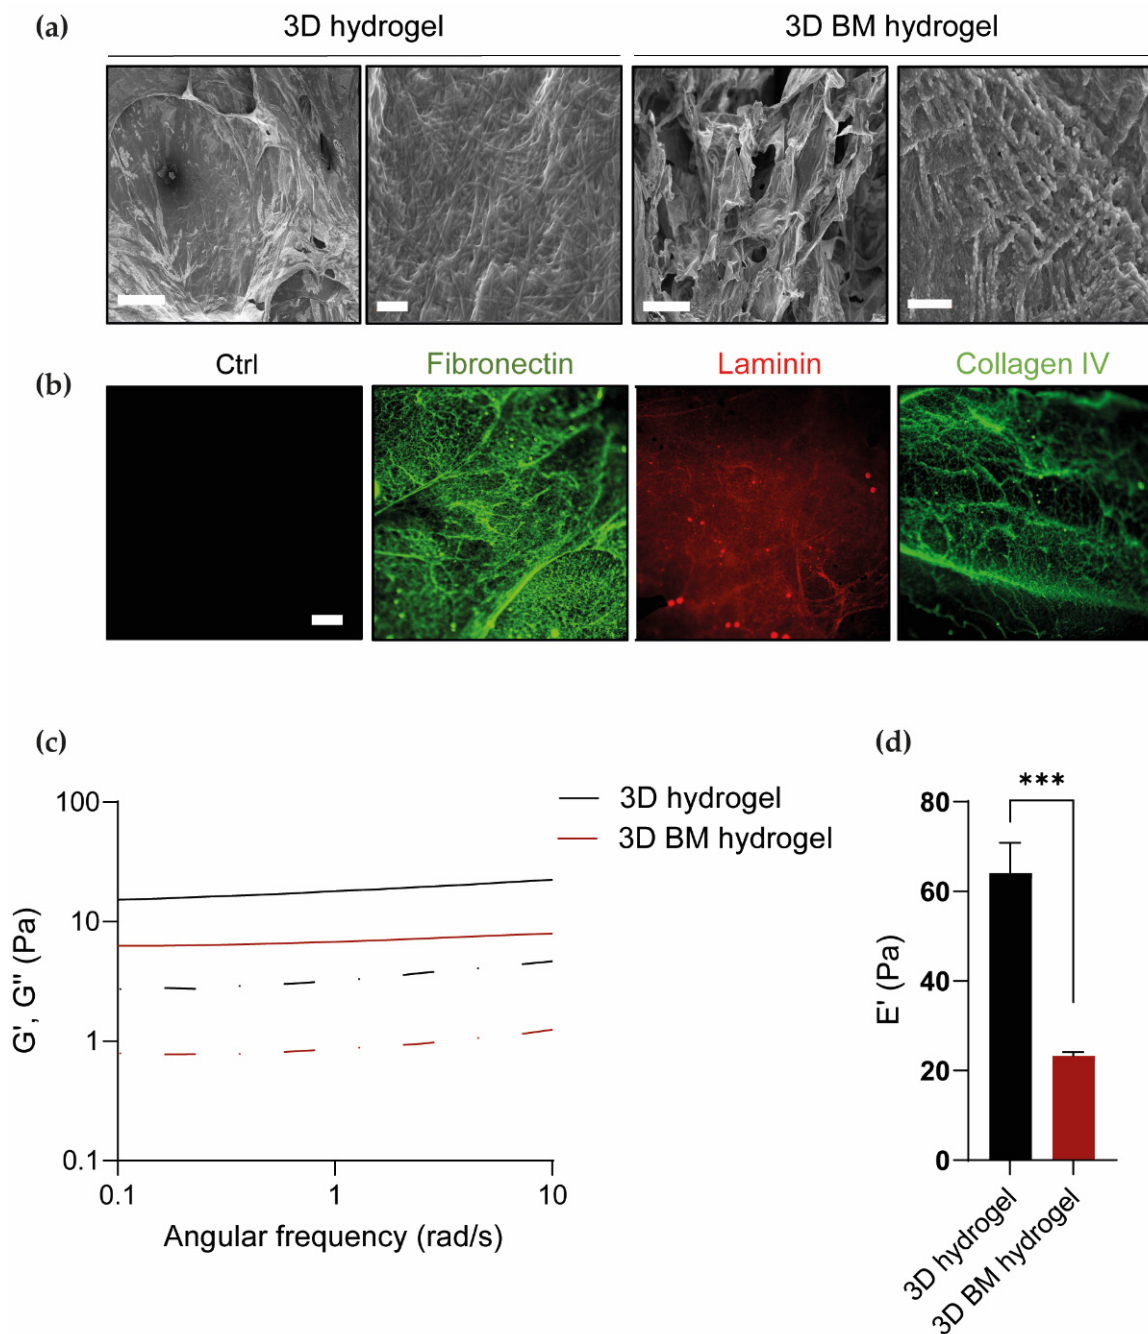 (a)
3D hydrogel
3D BM hydrogel
(b)
Ctrl
Fibronectin
Laminin
Collagen IV
(c)
100
10
1
0.1
G', G'' (Pa)
0.1
1
10
Angular frequency (rad/s)
3D hydrogel
3D BM hydrogel
(d)
***
80
60
40
20
0
E' (Pa)
3D hydrogel
3D BM hydrogel